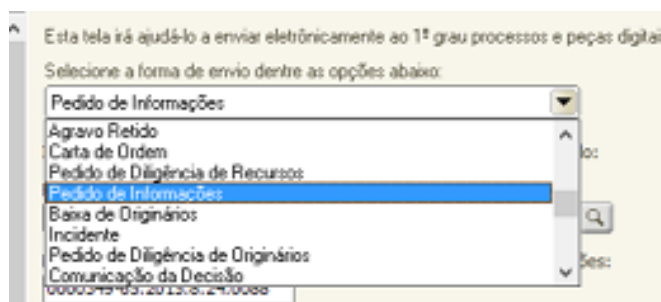 Esta tela irá ajudá-lo a enviar eletrônicamente ao 1º grau processos e peças digitai
Selecione a forma de envio dentre as opções abaixo:
Pedido de Informações
Agravo Retido
Carta de Ordem
lo:
Pedido de Diligência de Recursos
Pedido de Informações
Baixa de Originários
Incidente
Pedido de Diligência de Originários
ões:
Comunicação da Decisão